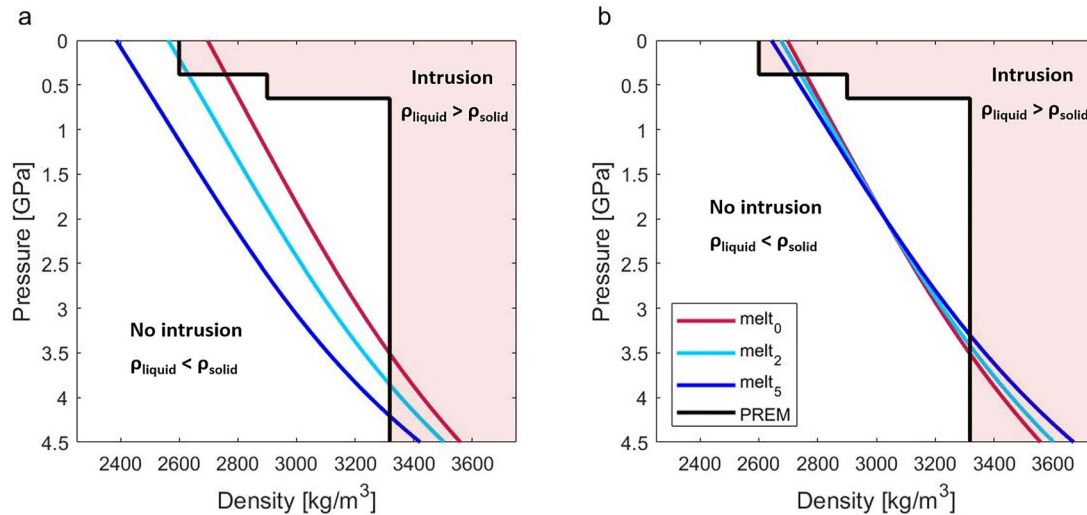 a
0
0.5
1
1.5
2
2.5
3
3.5
4
4.5
Pressure [GPa]
2400 2600 2800 3000 3200 3400 3600
Density [kg/m³]
Intrusion
ρliquid > ρsolid
No intrusion
ρliquid < ρsolid
b
0
0.5
1
1.5
2
2.5
3
3.5
4
4.5
Pressure [GPa]
2400 2600 2800 3000 3200 3400 3600
Density [kg/m³]
Intrusion
ρliquid > ρsolid
No intrusion
ρliquid < ρsolid
melt₀
melt₂
melt₅
PREM